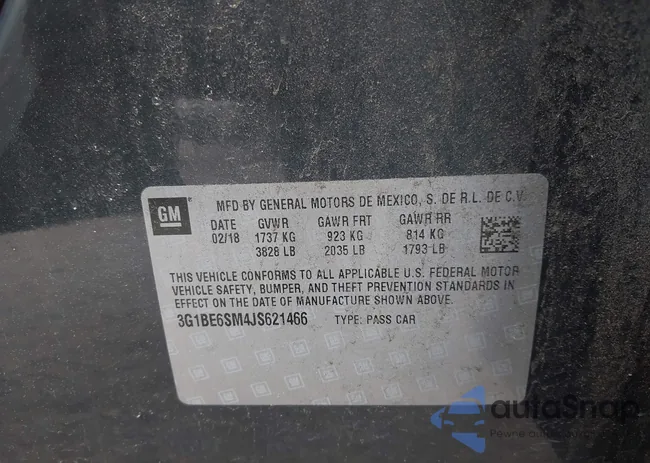 GM
MFD BY GENERAL MOTORS DE MEXICO, S. DE R.L. DE C.V.
DATE GVWR GAWR FRT GAWR RR
02/18 1737 KG 923 KG 814 KG
3828 LB 2035 LB 1793 LB
THIS VEHICLE CONFORMS TO ALL APPLICABLE U.S. FEDERAL MOTOR
VEHICLE SAFETY, BUMPER, AND THEFT PREVENTION STANDARDS IN
EFFECT ON THE DATE OF MANUFACTURE SHOWN ABOVE.
3G1BE6SM4JS621466 TYPE: PASS CAR
autoSnap
Pewne auto z